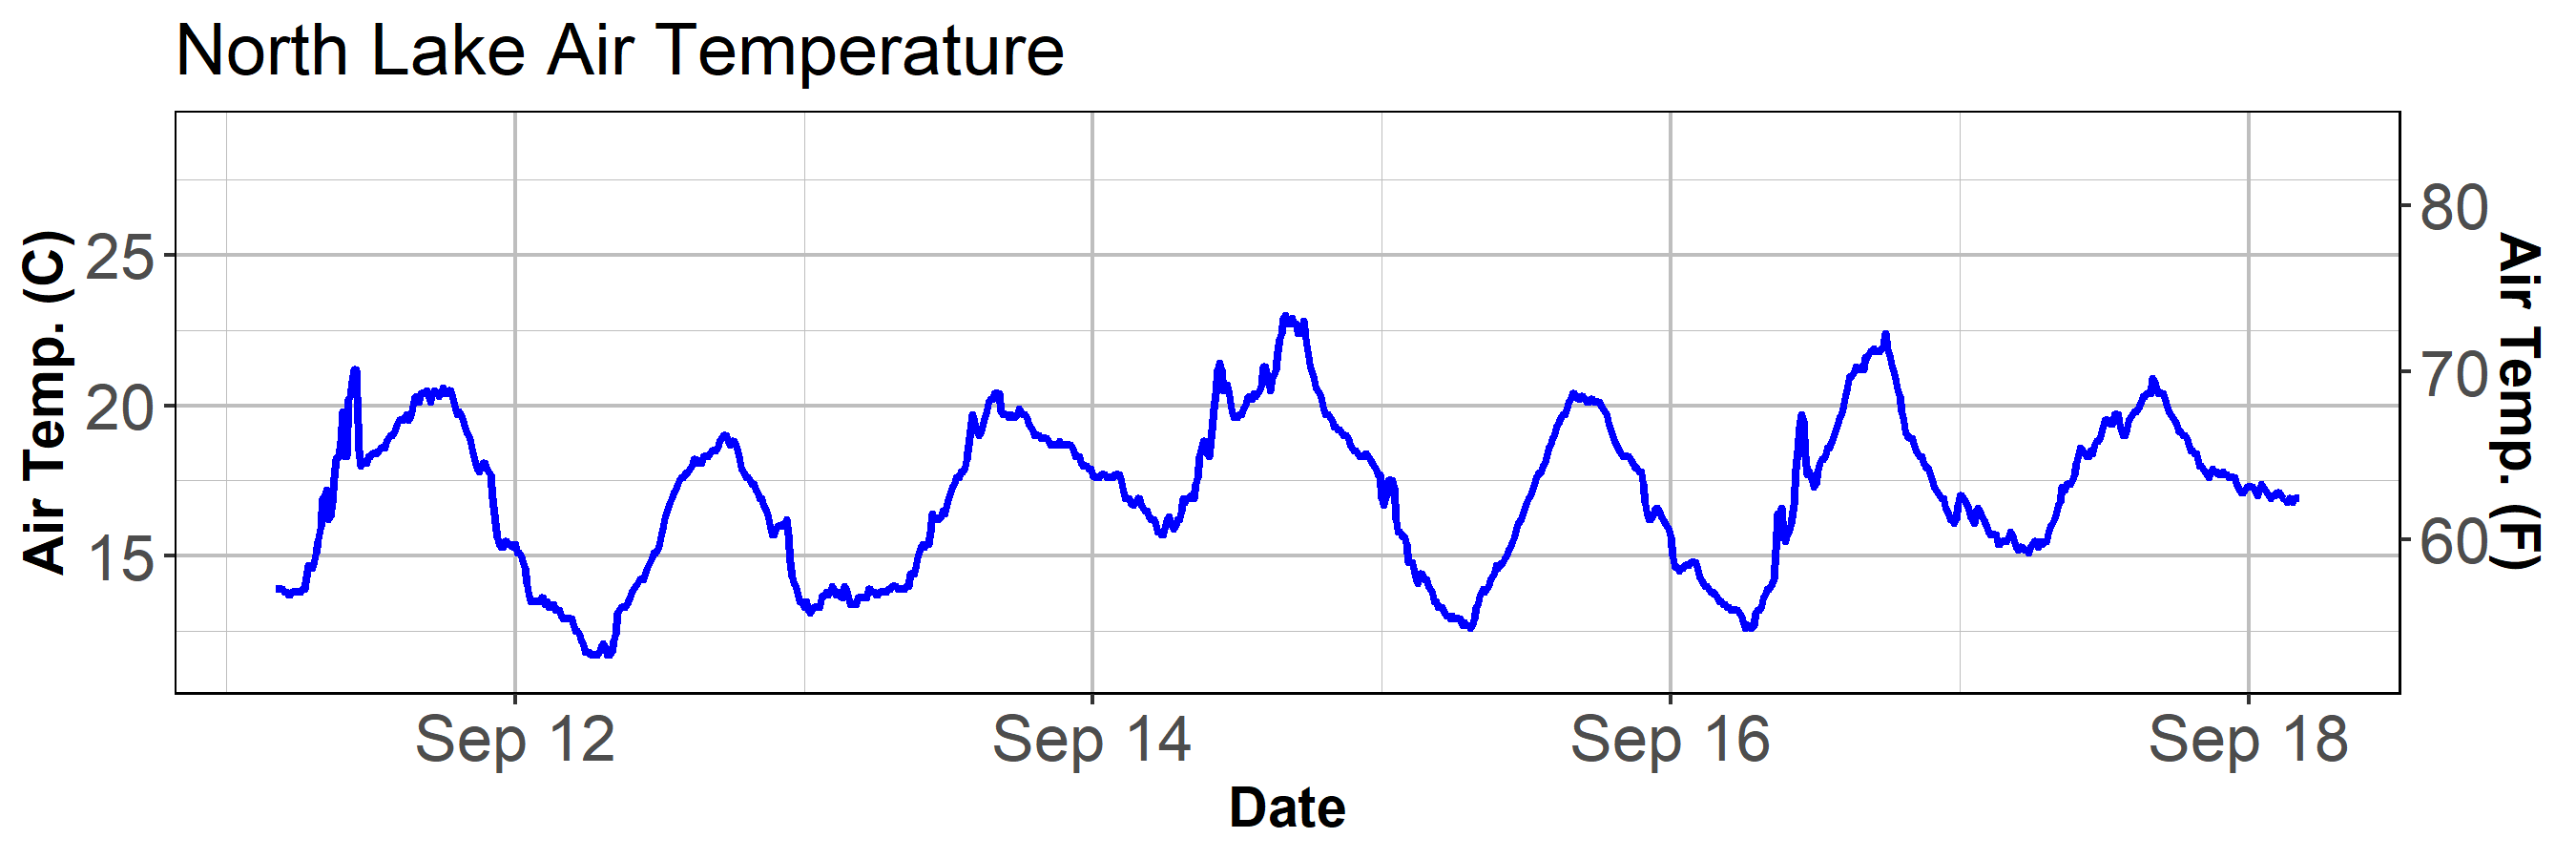 North Lake Air Temperature
Air Temp. (C)
25
20
15
80
70
60
Air Temp. (F)
Sep 12
Sep 14
Sep 16
Sep 18
Date